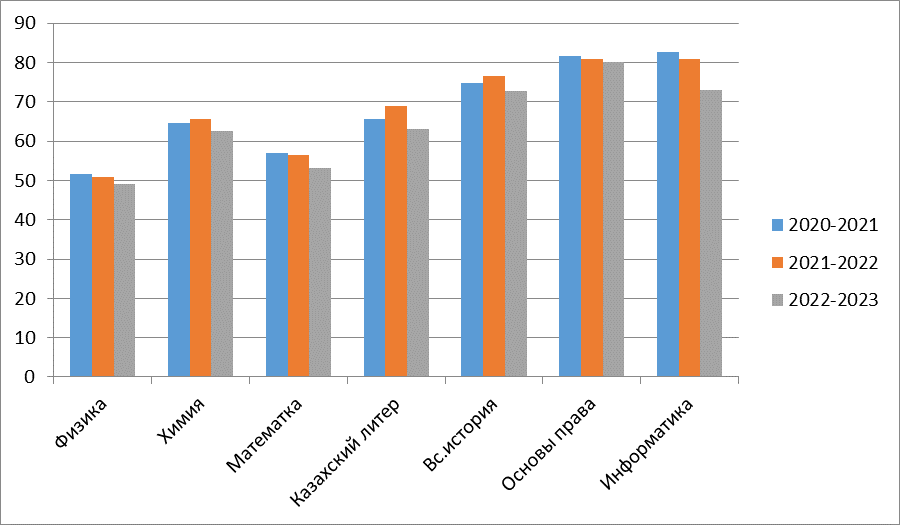 90
80
70
60
50
40
30
20
10
0
Физика
Химия
Математка
Казахский литер
Вс.история
Основы права
Информатика
2020-2021
2021-2022
2022-2023